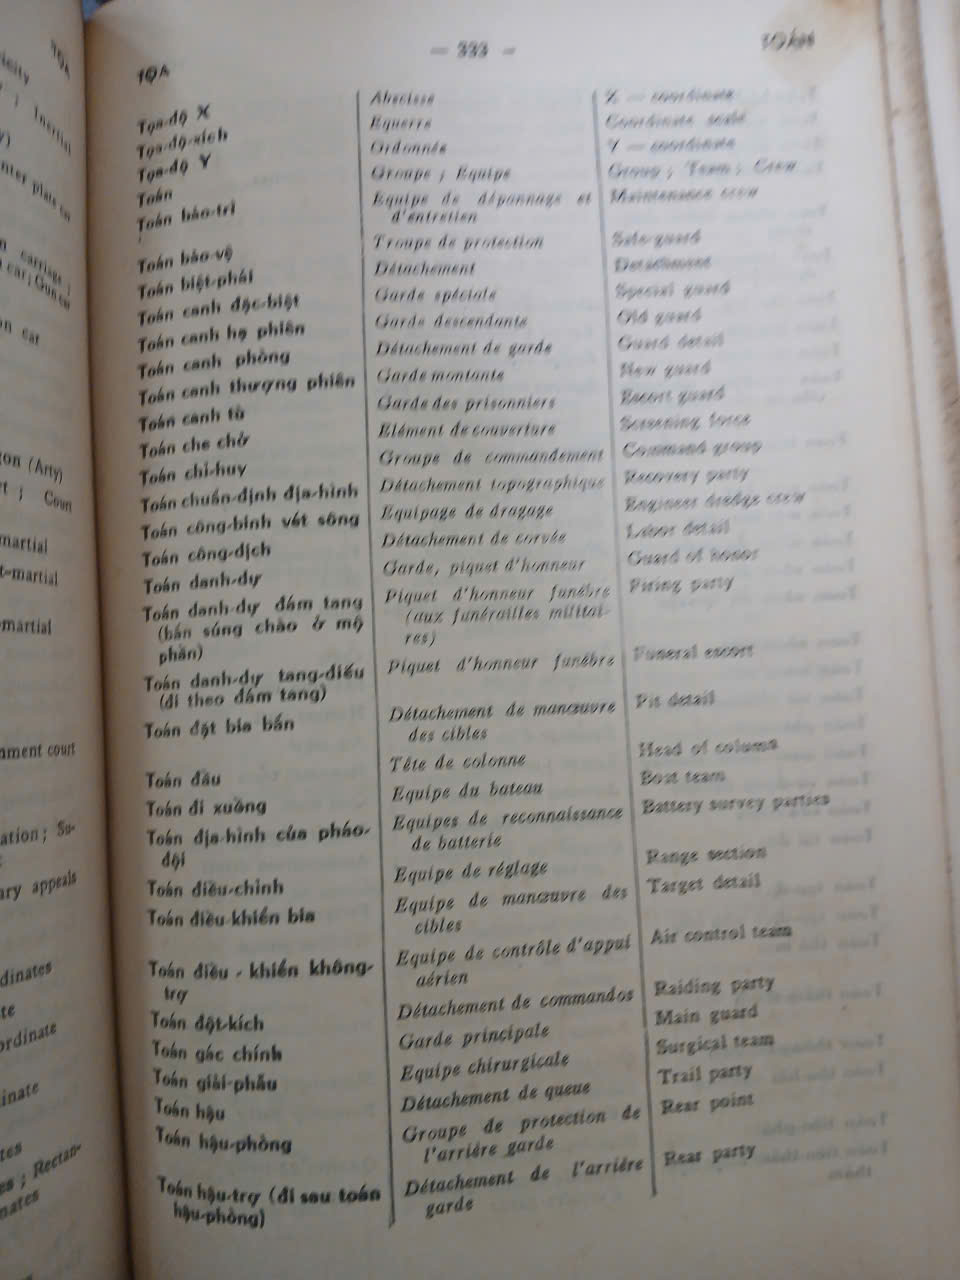 TỌA — 333 — TOÁN
Tọa-độ X Abscisse X — coordinate
Tọa-độ-xích Equerre Coordinate scale
Tọa-độ Y Ordonnée Y — coordinate
Toán Groupe ; Equipe Group ; Team ; Crew
Toán bảo-trì Equipe de dépannage et Maintenance crew
d'entretien
Toán bảo-vệ Troupe de protection Safe-guard
Toán biệt-phái Détachement Detachment
Toán canh đặc-biệt Garde spéciale Special guard
Toán canh hạ phiên Garde descendante Old guard
Toán canh phòng Détachement de garde Guard detail
Toán canh thượng phiên Garde montante New guard
Toán canh tù Garde des prisonniers Escort guard
Toán che chở Elément de couverture Screening force
Toán chỉ-huy Groupe de commandement Command group
Toán chuẩn-định địa-hình Détachement topographique Recovery party
Toán công-binh vét sông Equipage de dragage Engineer dredge crew
Toán công-dịch Détachement de corvée Labor detail
Toán danh-dự Garde, piquet d'honneur Guard of honor
Toán danh-dự đám tang Piquet d'honneur funèbre Firing party
(bắn súng chào ở mộ (aux funérailles militai-
phần) res)
Toán danh-dự tang-điếu Piquet d'honneur funèbre Funeral escort
(đi theo đám tang)
Toán đặt bia bắn Détachement de manœuvre Pit detail
des cibles
Toán đầu Tête de colonne Head of column
Toán đi xuồng Equipe du bateau Boat team
Toán địa-hình của pháo- Equipes de reconnaissance Battery survey parties
đội de batterie
Toán điều-chỉnh Equipe de réglage Range section
Toán điều-khiển bia Equipe de manœuvre des Target detail
cibles
Toán điều - khiển không- Equipe de contrôle d'appui Air control team
trợ aérien
Toán đột-kích Détachement de commandos Raiding party
Toán gác chính Garde principale Main guard
Toán giải-phẫu Equipe chirurgicale Surgical team
Toán hậu Détachement de queue Trail party
Toán hậu-phòng Groupe de protection de Rear point
l'arrière garde
Toán hậu-trợ (đi sau toán Détachement de l'arrière Rear party
hậu-phòng) garde